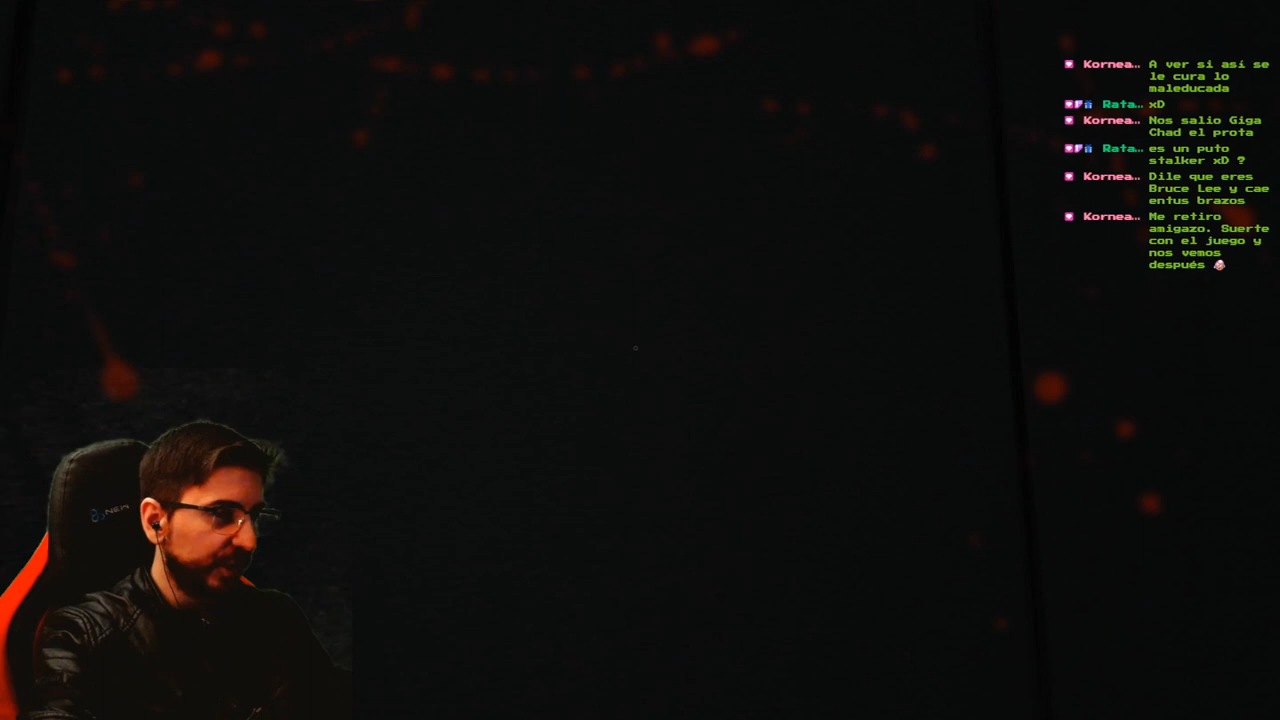 Kornea… A ver si así se
le cura lo
maleducada
Rata… xD
Kornea… Nos salio Giga
Chad el prota
Rata… es un puto
stalker xD ?
Kornea… Dile que eres
Bruce Lee y cae
entus brazos
Kornea… Me retiro
amigazo. Suerte
con el juego y
nos vemos
después